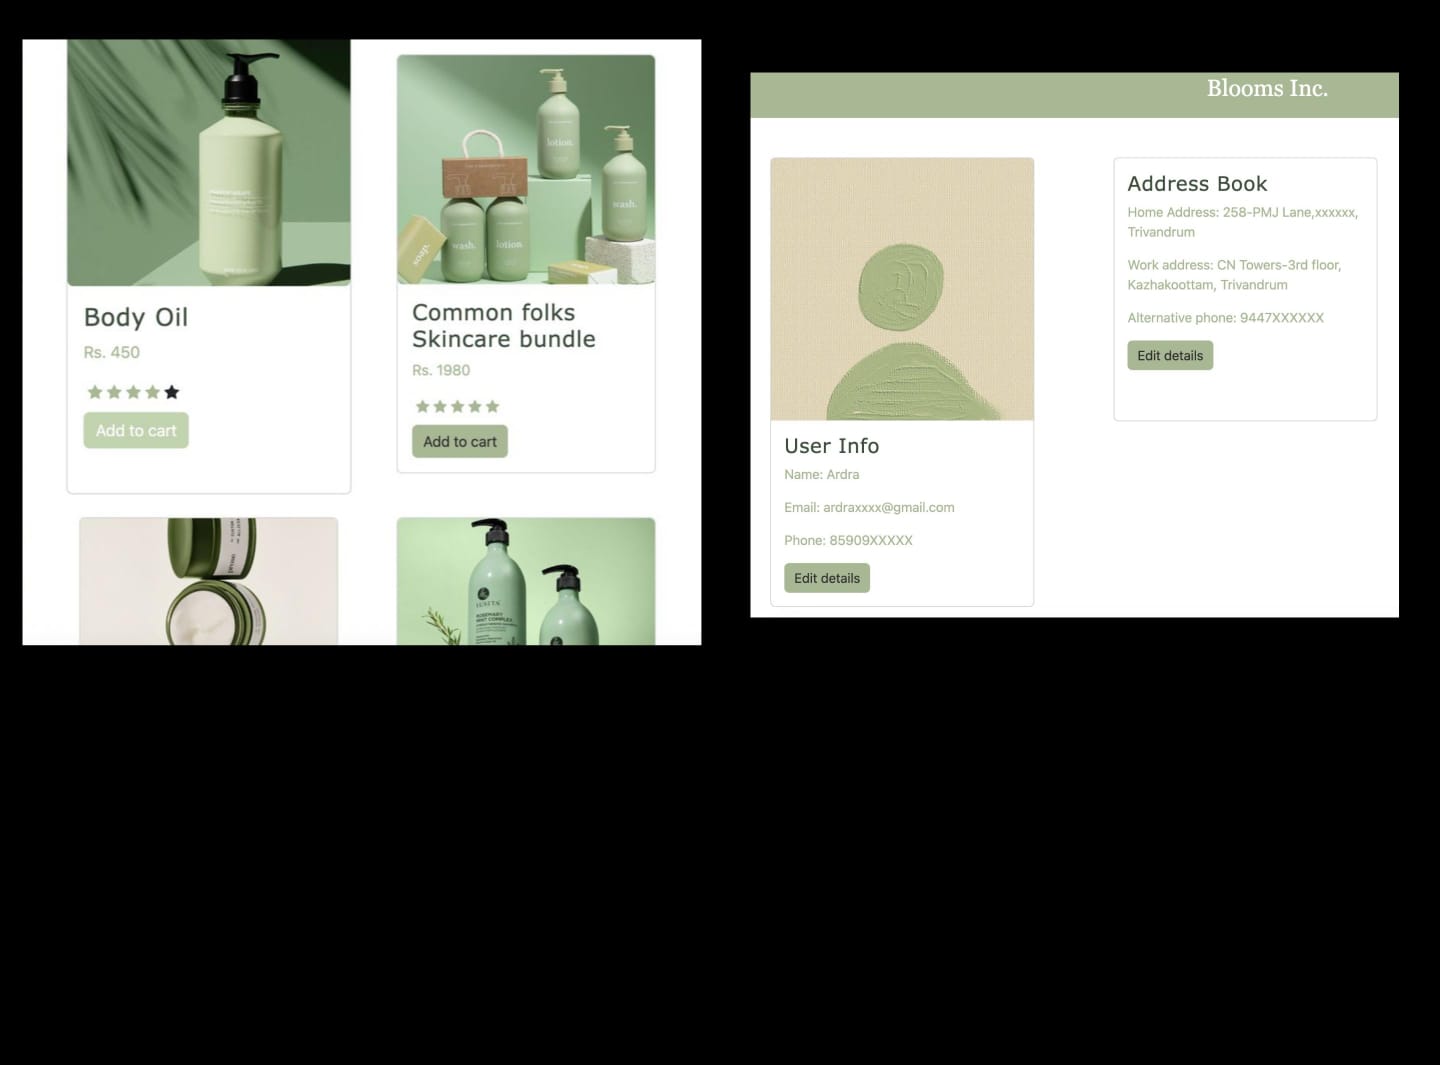 lotion.
wash.
wash.
lotion.
soap.
Body Oil
Rs. 450
Add to cart
Common folks
Skincare bundle
Rs. 1980
Add to cart
ROSEMARY
MINT COMPLEX
Blooms Inc.
User Info
Name: Ardra
Email: ardraxxxx@gmail.com
Phone: 85909XXXXX
Edit details
Address Book
Home Address: 258-PMJ Lane,xxxxxx,
Trivandrum
Work address: CN Towers-3rd floor,
Kazhakoottam, Trivandrum
Alternative phone: 9447XXXXXX
Edit details